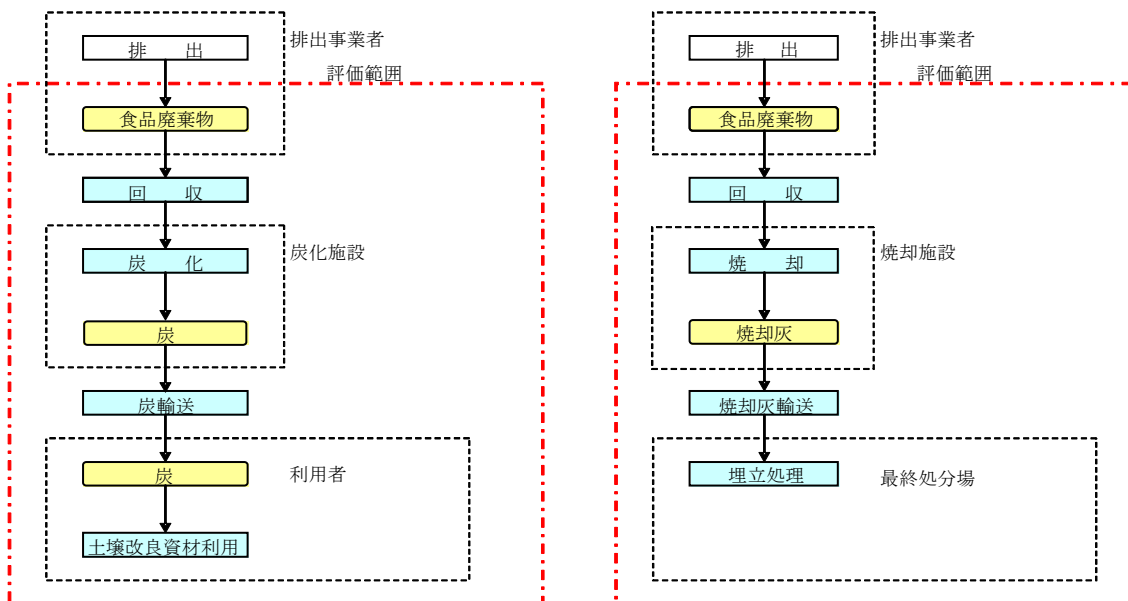 排出
排出事業者
評価範囲
食品廃棄物
回収
炭化施設
炭化
炭
炭輸送
炭
利用者
土壌改良資材利用
排出
排出事業者
評価範囲
食品廃棄物
回収
焼却施設
焼却
焼却灰
焼却灰輸送
埋立処理
最終処分場